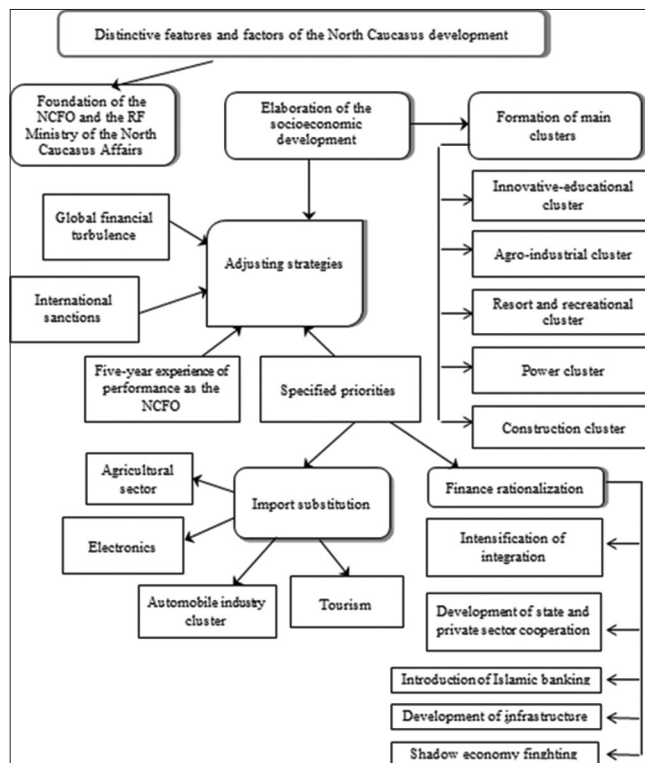 Distinctive features and factors of the North Caucasus development
Foundation of the
NCFO and the RF
Ministry of the North
Caucasus Affairs
Elaboration of the
socioeconomic
development
Formation of main
clusters
Innovative-educational
cluster
Global financial
turbulence
Adjusting strategies
Agro-industrial cluster
International
sanctions
Resort and recreational
cluster
Five-year experience of
performance as the
NCFO
Specified priorities
Power cluster
Construction cluster
Agricultural
sector
Import substitution
Finance rationalization
Electronics
Intensification of
integration
Automobile industry
cluster
Tourism
Development of state and
private sector cooperation
Introduction of Islamic banking
Development of infrastructure
Shadow economy finghting